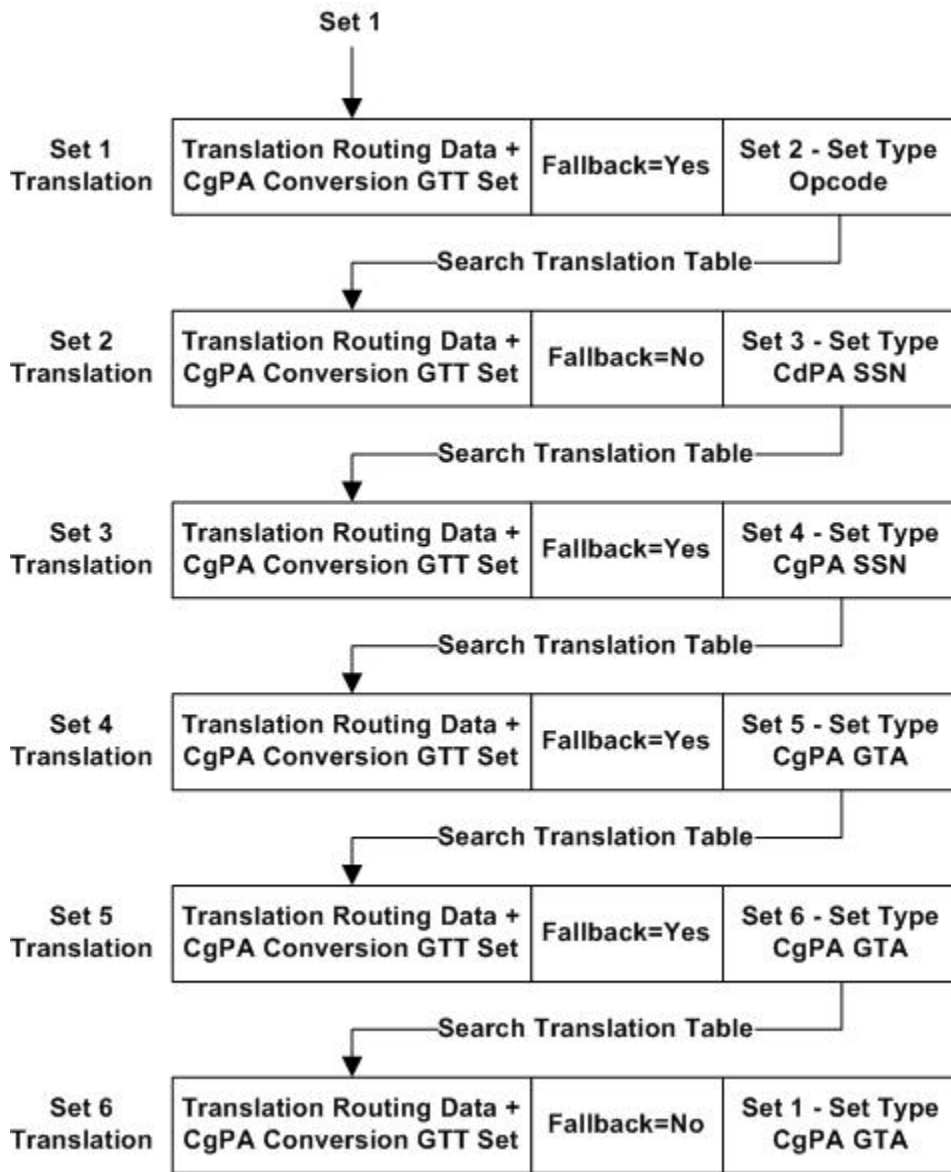 Set 1
Set 1
Translation
Translation Routing Data +
CgPA Conversion GTT Set
Fallback=Yes
Set 2 - Set Type
Opcode
Search Translation Table
Set 2
Translation
Translation Routing Data +
CgPA Conversion GTT Set
Fallback=No
Set 3 - Set Type
CdPA SSN
Search Translation Table
Set 3
Translation
Translation Routing Data +
CgPA Conversion GTT Set
Fallback=Yes
Set 4 - Set Type
CgPA SSN
Search Translation Table
Set 4
Translation
Translation Routing Data +
CgPA Conversion GTT Set
Fallback=Yes
Set 5 - Set Type
CgPA GTA
Search Translation Table
Set 5
Translation
Translation Routing Data +
CgPA Conversion GTT Set
Fallback=Yes
Set 6 - Set Type
CgPA GTA
Search Translation Table
Set 6
Translation
Translation Routing Data +
CgPA Conversion GTT Set
Fallback=No
Set 1 - Set Type
CgPA GTA